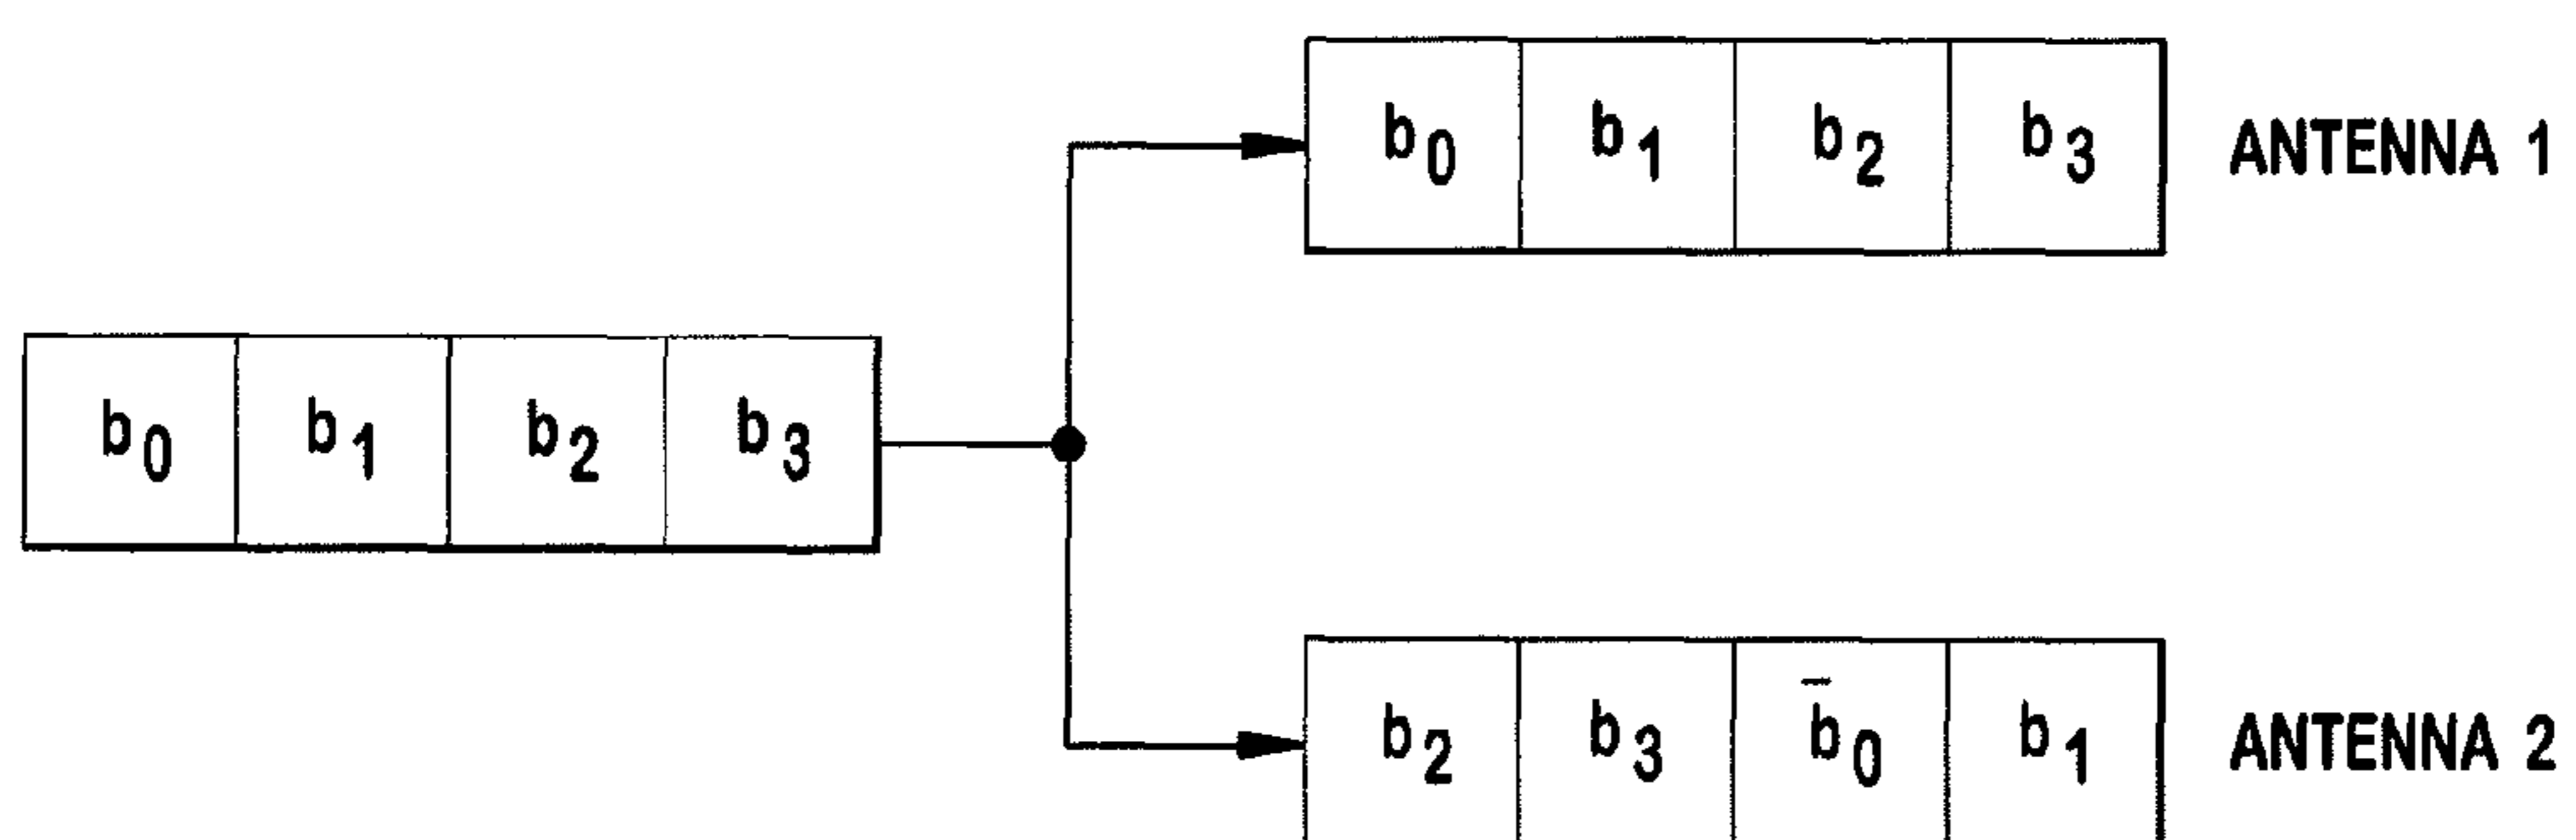 b0 b1 b2 b3 ANTENNA 1
b0 b1 b2 b3
b2 b3 b̄0 b1 ANTENNA 2